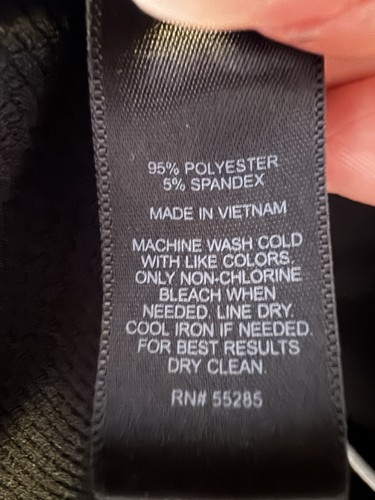 95% POLYESTER
5% SPANDEX
MADE IN VIETNAM
MACHINE WASH COLD
WITH LIKE COLORS.
ONLY NON-CHLORINE
BLEACH WHEN
NEEDED. LINE DRY.
COOL IRON IF NEEDED.
FOR BEST RESULTS
DRY CLEAN.
RN# 55285